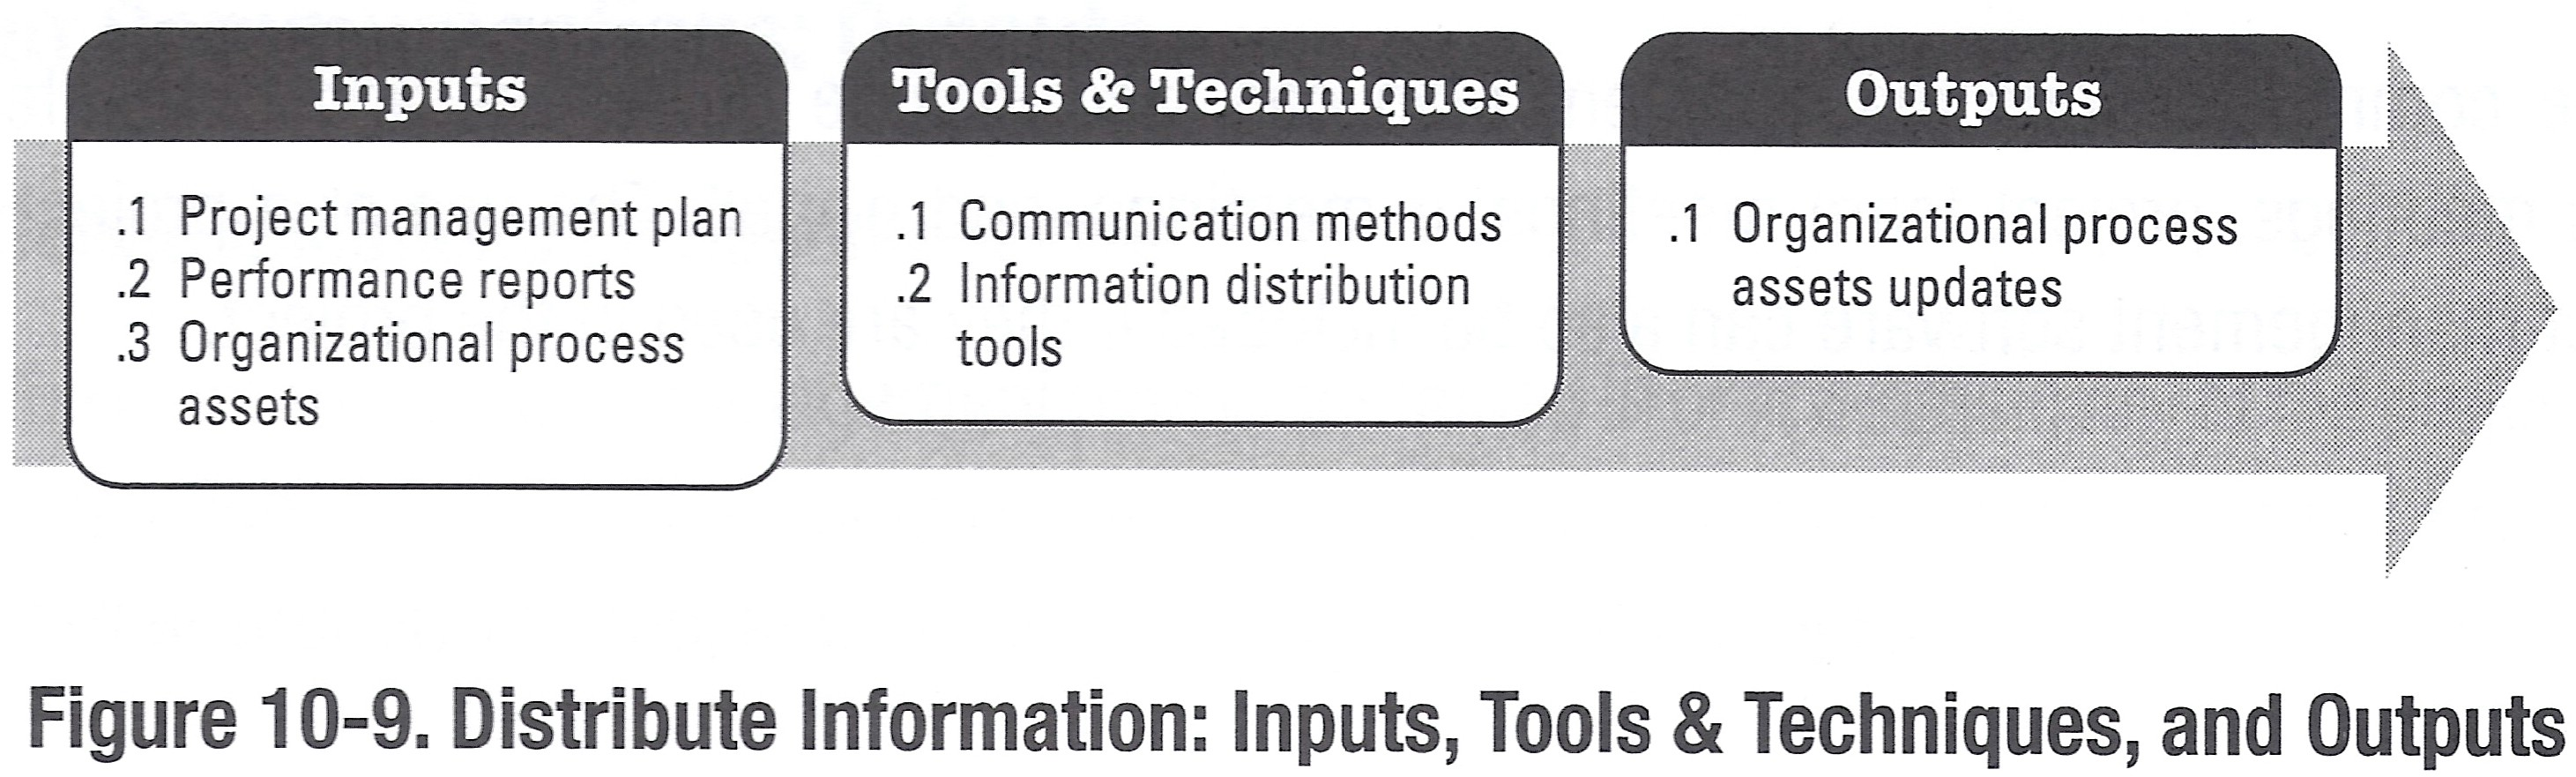 Inputs
.1 Project management plan
.2 Performance reports
.3 Organizational process
assets
Tools & Techniques
.1 Communication methods
.2 Information distribution
tools
Outputs
.1 Organizational process
assets updates
Figure 10-9. Distribute Information: Inputs, Tools & Techniques, and Outputs